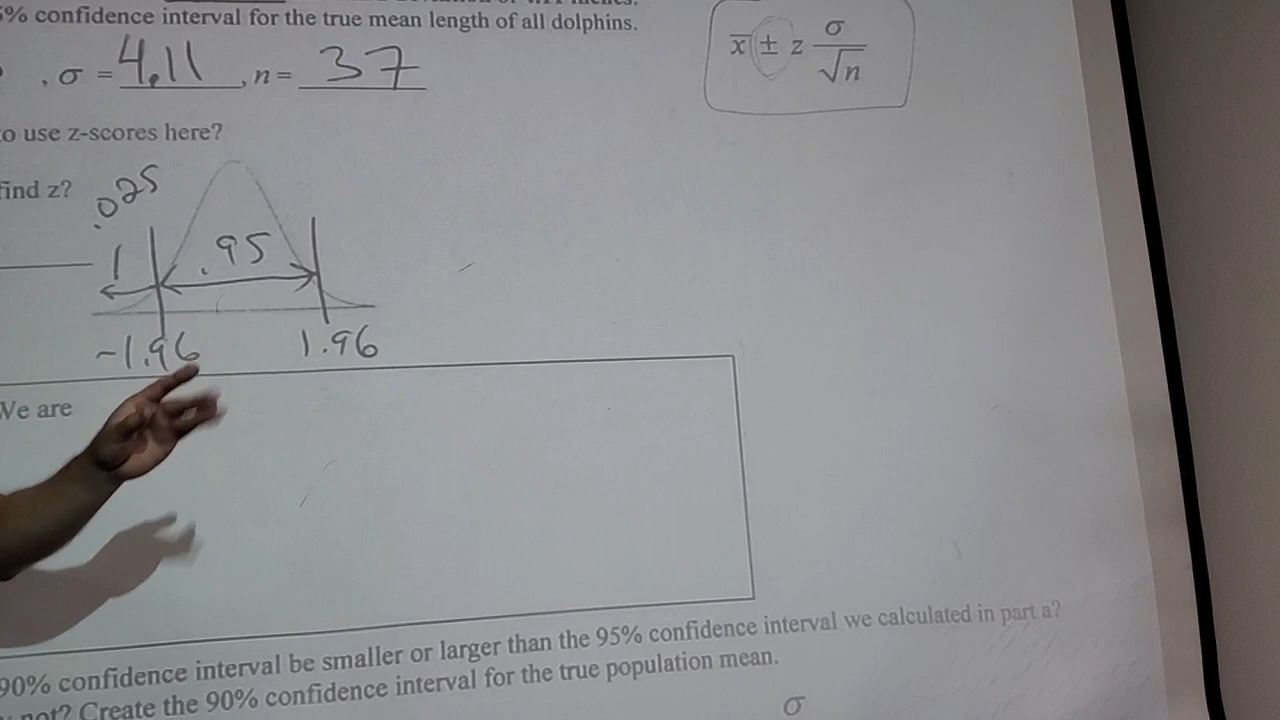 % confidence interval for the true mean length of all dolphins.
x̄ ± z σ/√n
, σ = 4.11 , n = 37
to use z-scores here?
find z?
.025
.95
-1.96 1.96
We are
90% confidence interval be smaller or larger than the 95% confidence interval we calculated in part a?
not? Create the 90% confidence interval for the true population mean.
σ